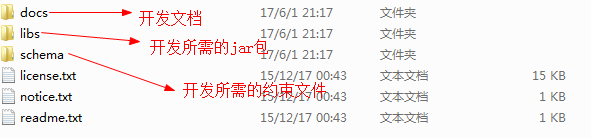 docs 开发文档 17/6/1 21:17 文件夹
libs 开发所需的jar包 17/6/1 21:17 文件夹
schema 17/6/1 21:17 文件夹
license.txt 15/12/17 00:43 文本文档 15 KB
开发所需的约束文件
notice.txt 15/12/17 00:43 文本文档 1 KB
readme.txt 15/12/17 00:43 文本文档 1 KB